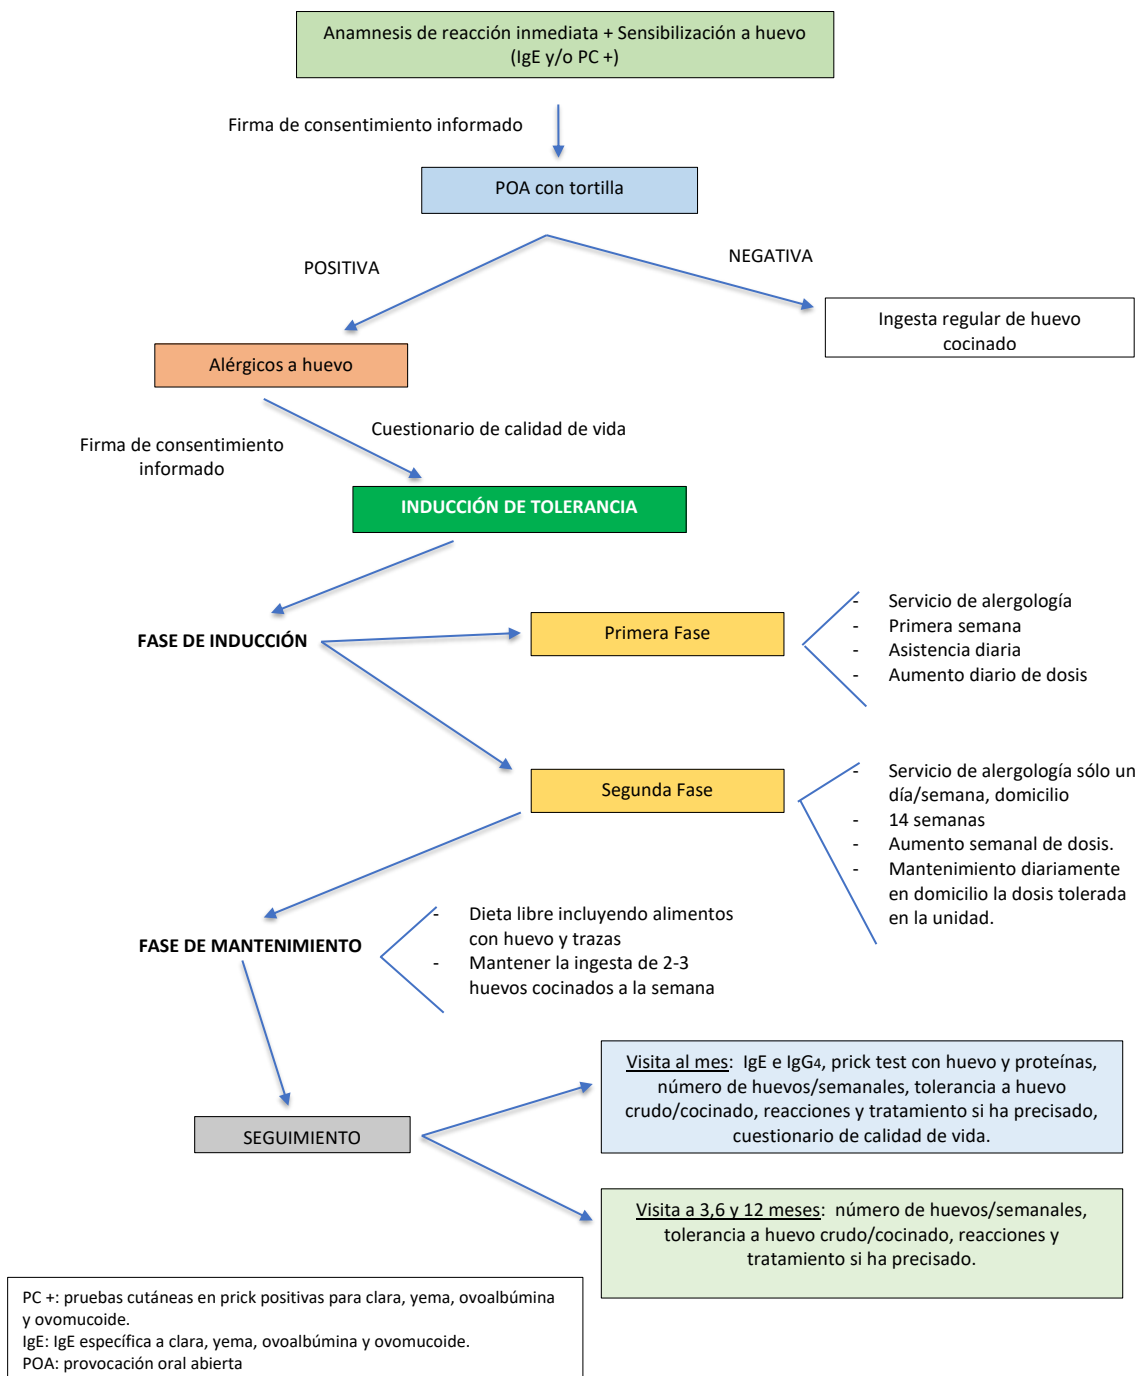 Anamnesis de reacción inmediata + Sensibilización a huevo
(IgE y/o PC +)
Firma de consentimiento informado
POA con tortilla
POSITIVA
NEGATIVA
Ingesta regular de huevo
cocinado
Alérgicos a huevo
Firma de consentimiento
informado
Cuestionario de calidad de vida
INDUCCIÓN DE TOLERANCIA
FASE DE INDUCCIÓN
Primera Fase
- Servicio de alergología
- Primera semana
- Asistencia diaria
- Aumento diario de dosis
Segunda Fase
- Servicio de alergología sólo un
día/semana, domicilio
- 14 semanas
- Aumento semanal de dosis.
- Mantenimiento diariamente
en domicilio la dosis tolerada
en la unidad.
FASE DE MANTENIMIENTO
- Dieta libre incluyendo alimentos
con huevo y trazas
- Mantener la ingesta de 2-3
huevos cocinados a la semana
SEGUIMIENTO
Visita al mes: IgE e IgG4, prick test con huevo y proteínas,
número de huevos/semanales, tolerancia a huevo
crudo/cocinado, reacciones y tratamiento si ha precisado,
cuestionario de calidad de vida.
Visita a 3,6 y 12 meses: número de huevos/semanales,
tolerancia a huevo crudo/cocinado, reacciones y
tratamiento si ha precisado.
PC +: pruebas cutáneas en prick positivas para clara, yema, ovoalbúmina
y ovomucoide.
IgE: IgE específica a clara, yema, ovoalbúmina y ovomucoide.
POA: provocación oral abierta